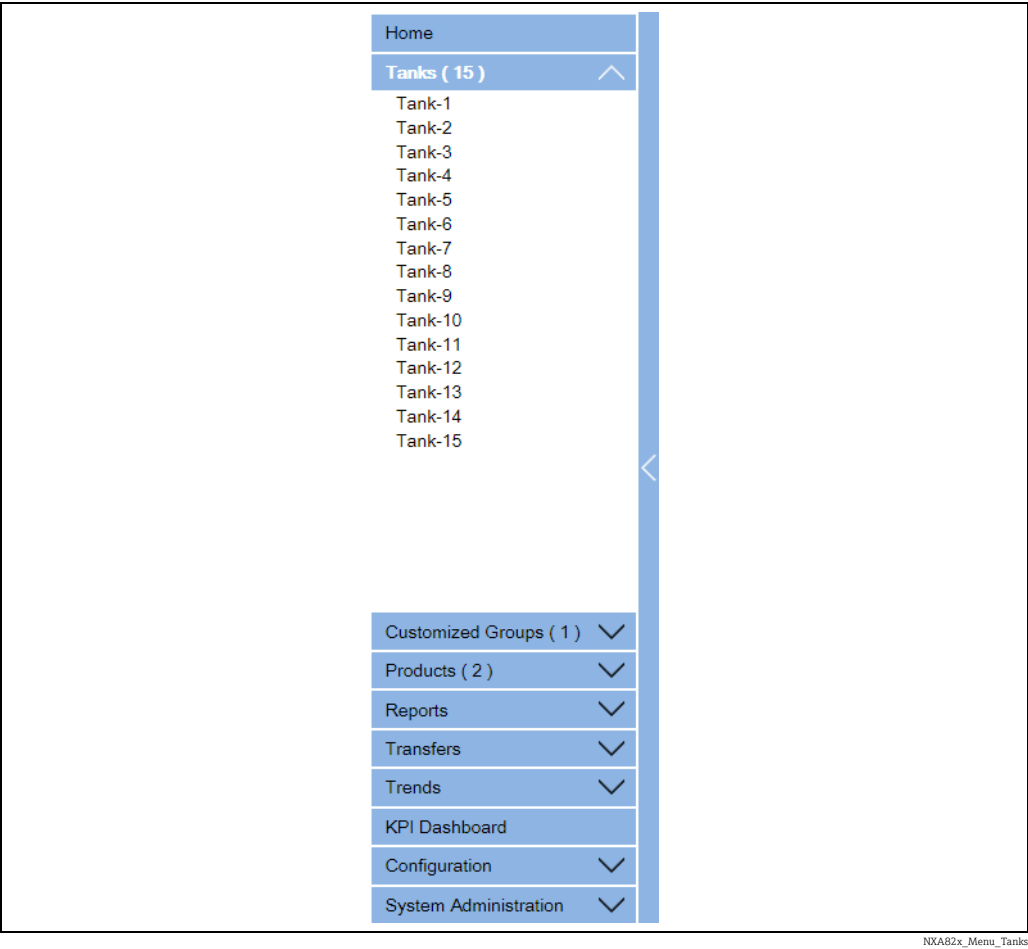 Home
Tanks ( 15 )
Tank-1
Tank-2
Tank-3
Tank-4
Tank-5
Tank-6
Tank-7
Tank-8
Tank-9
Tank-10
Tank-11
Tank-12
Tank-13
Tank-14
Tank-15
Customized Groups ( 1 )
Products ( 2 )
Reports
Transfers
Trends
KPI Dashboard
Configuration
System Administration
NXA82x_Menu_Tanks